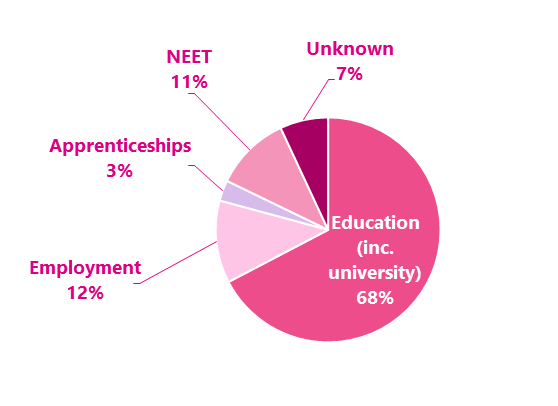 Unknown
7%
NEET
11%
Apprenticeships
3%
Education
(inc.
university)
68%
Employment
12%